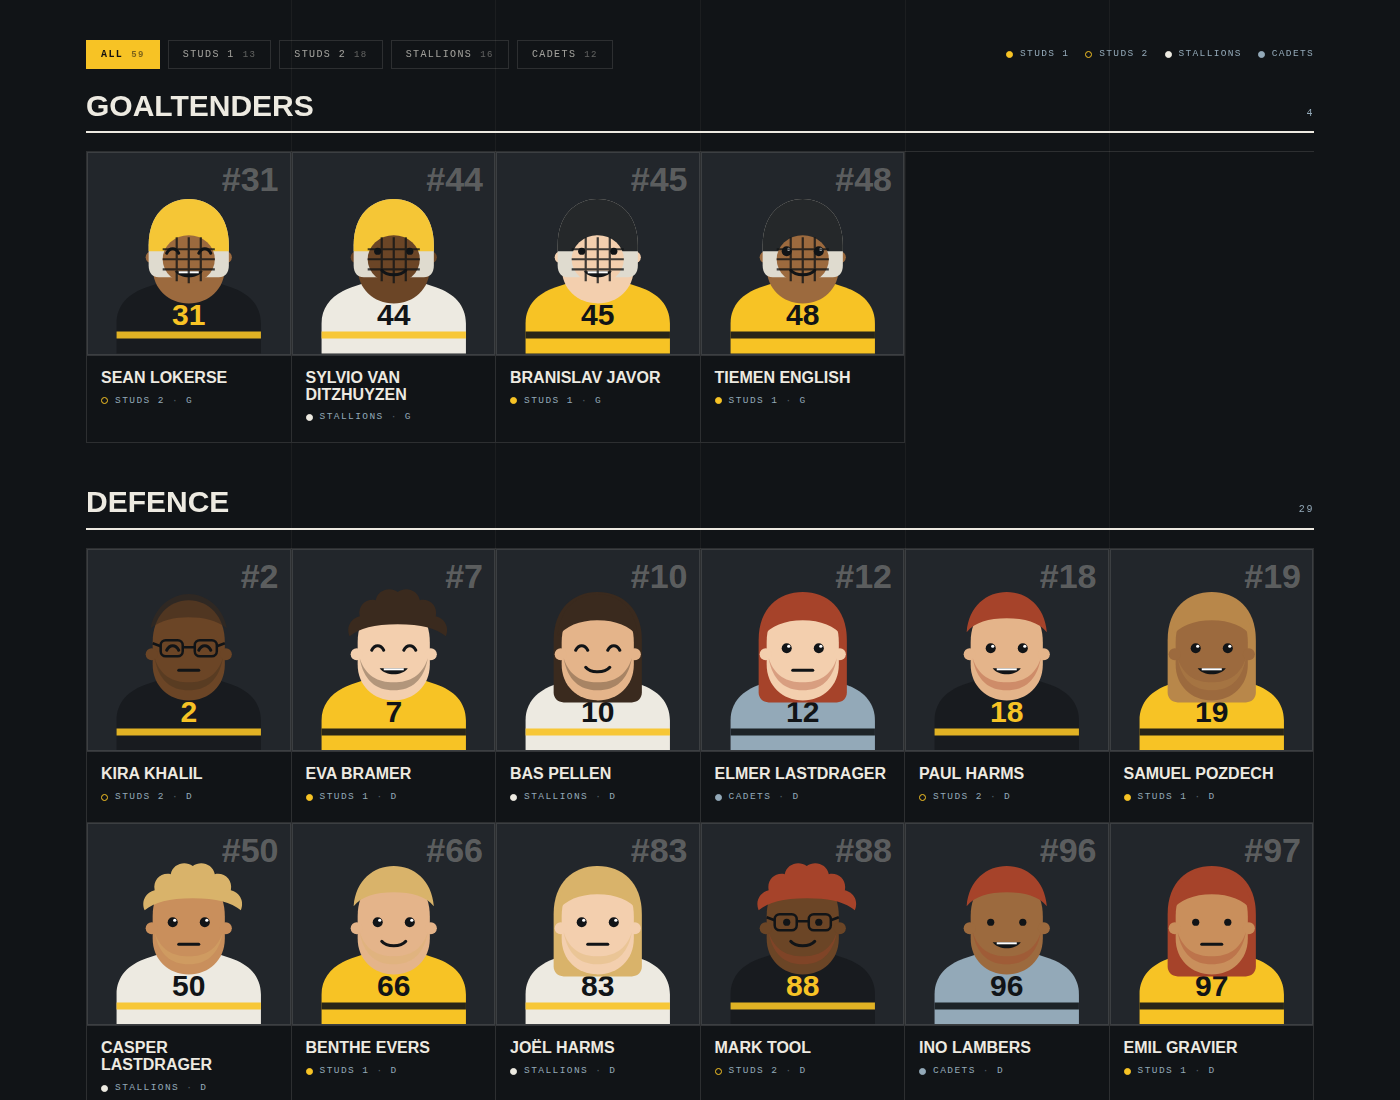 ALL 59 STUDS 1 13 STUDS 2 18 STALLIONS 16 CADETS 12 STUDS 1 STUDS 2 STALLIONS CADETS
GOALTENDERS 4
#31 #44 #45 #48
31 44 45 48
SEAN LOKERSE
STUDS 2 · G
SYLVIO VAN
DITZHUYZEN
STALLIONS · G
BRANISLAV JAVOR
STUDS 1 · G
TIEMEN ENGLISH
STUDS 1 · G
DEFENCE 29
#2 #7 #10 #12 #18 #19
2 7 10 12 18 19
KIRA KHALIL
STUDS 2 · D
EVA BRAMER
STUDS 1 · D
BAS PELLEN
STALLIONS · D
ELMER LASTDRAGER
CADETS · D
PAUL HARMS
STUDS 2 · D
SAMUEL POZDECH
STUDS 1 · D
#50 #66 #83 #88 #96 #97
50 66 83 88 96 97
CASPER
LASTDRAGER
STALLIONS · D
BENTHE EVERS
STUDS 1 · D
JOËL HARMS
STALLIONS · D
MARK TOOL
STUDS 2 · D
INO LAMBERS
CADETS · D
EMIL GRAVIER
STUDS 1 · D